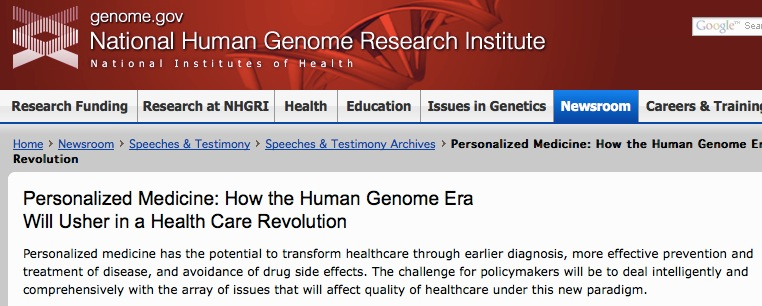 genome.gov
National Human Genome Research Institute
National Institutes of Health
Google™
Research Funding
Research at NHGRI
Health
Education
Issues in Genetics
Newsroom
Careers &
Home › Newsroom › Speeches & Testimony › Speeches & Testimony Archives › Personalized Medicine: How the Human Genome
Revolution
Personalized Medicine: How the Human Genome Era
Will Usher in a Health Care Revolution
Personalized medicine has the potential to transform healthcare through earlier diagnosis, more effective prevention and
treatment of disease, and avoidance of drug side effects. The challenge for policymakers will be to deal intelligently and
comprehensively with the array of issues that will affect quality of healthcare under this new paradigm.